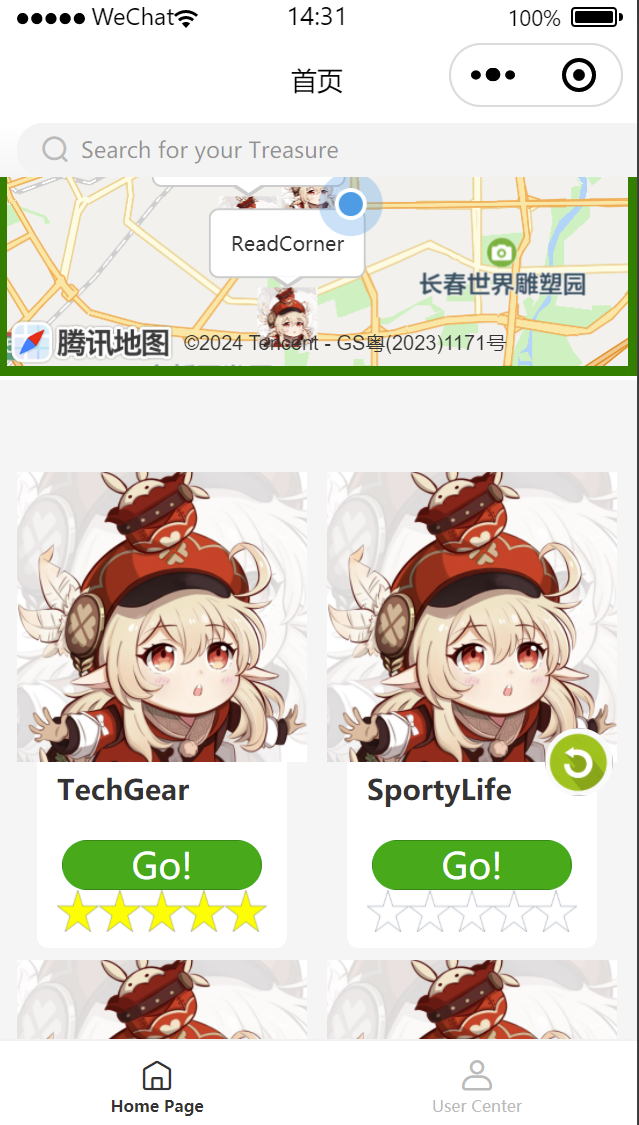 WeChat 14:31 100%
首页
Search for your Treasure
ReadCorner
长春世界雕塑园
腾讯地图 ©2024 Tencent - GS粤(2023)1171号
TechGear SportyLife
Go! Go!
Home Page User Center